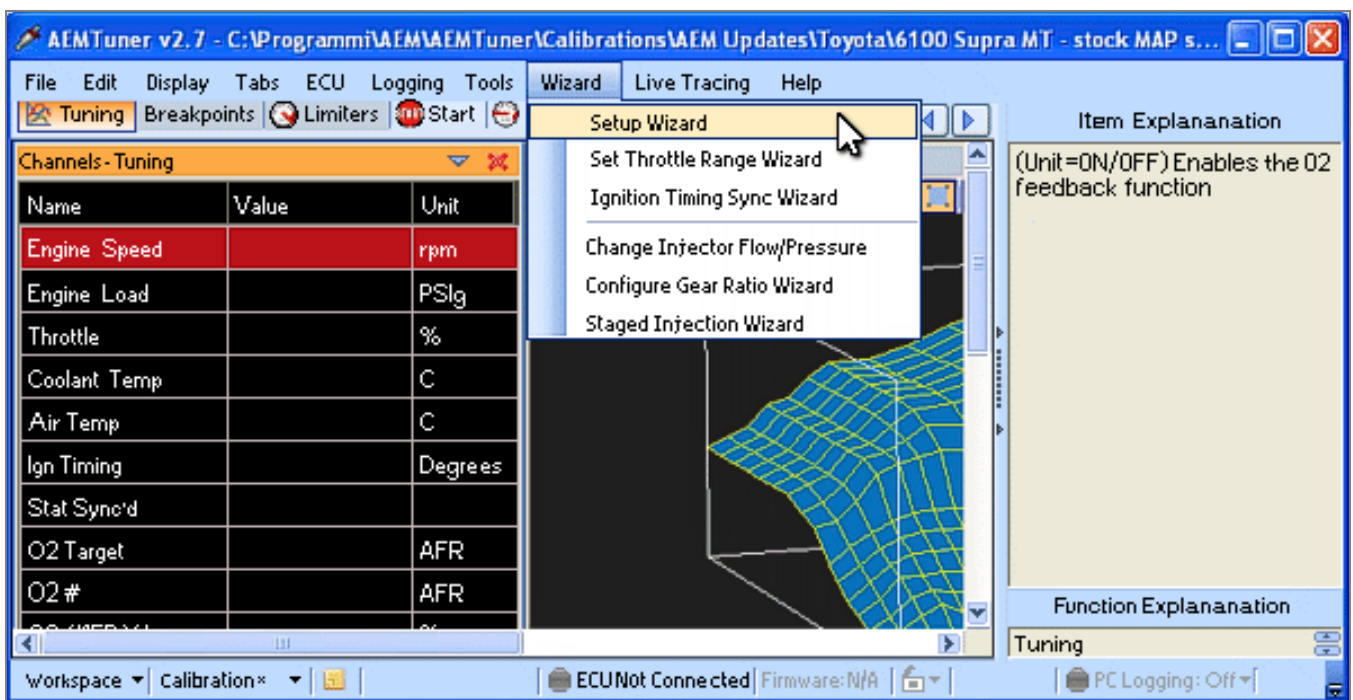 AEMTuner v2.7 - C:\Programmi\AEM\AEMTuner\Calibrations\AEM Updates\Toyota\6100 Supra MT - stock MAP s...
File Edit Display Tabs ECU Logging Tools Wizard Live Tracing Help
Tuning Breakpoints Limiters Start
Setup Wizard
Set Throttle Range Wizard
Ignition Timing Sync Wizard
Change Injector Flow/Pressure
Configure Gear Ratio Wizard
Staged Injection Wizard
Channels - Tuning
Name Value Unit
Engine Speed rpm
Engine Load PSIg
Throttle %
Coolant Temp C
Air Temp C
Ign Timing Degrees
Stat Sync'd
O2 Target AFR
O2 # AFR
Item Explananation
(Unit=ON/OFF) Enables the O2
feedback function
Function Explananation
Tuning
Workspace Calibration* ECU Not Connected Firmware: N/A PC Logging: Off